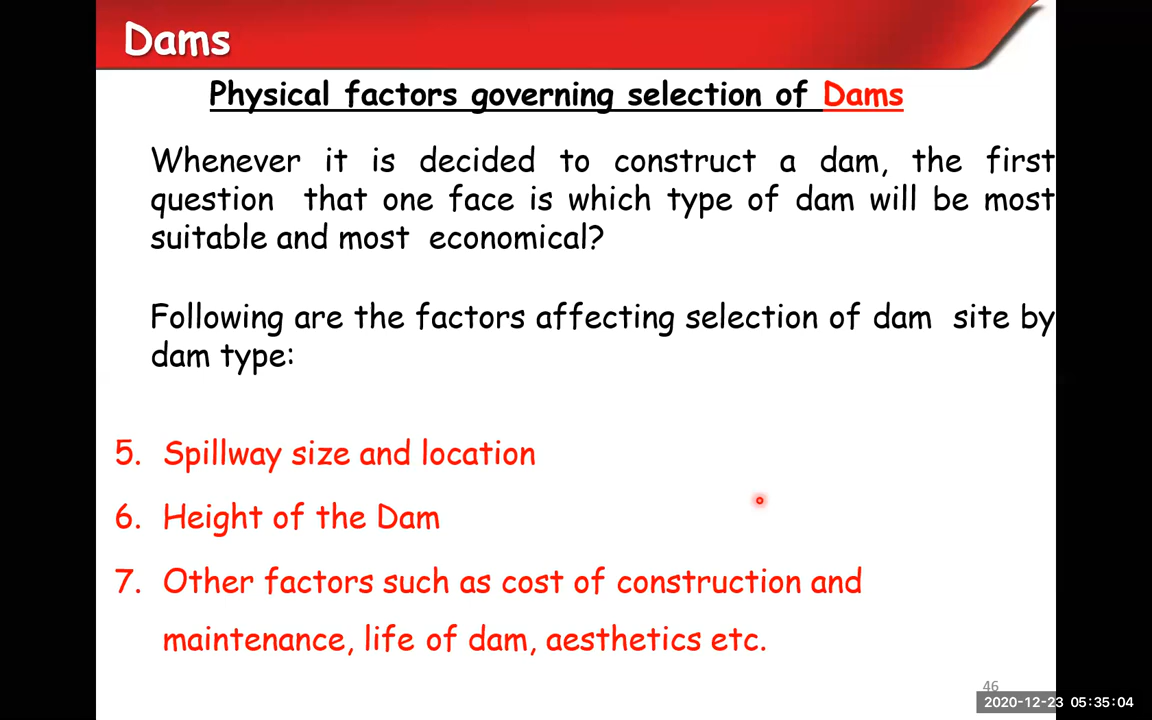 Dams
Physical factors governing selection of Dams
Whenever it is decided to construct a dam, the first
question that one face is which type of dam will be most
suitable and most economical?
Following are the factors affecting selection of dam site by
dam type:
5. Spillway size and location
6. Height of the Dam
7. Other factors such as cost of construction and
maintenance, life of dam, aesthetics etc.
46
2020-12-23 05:35:04